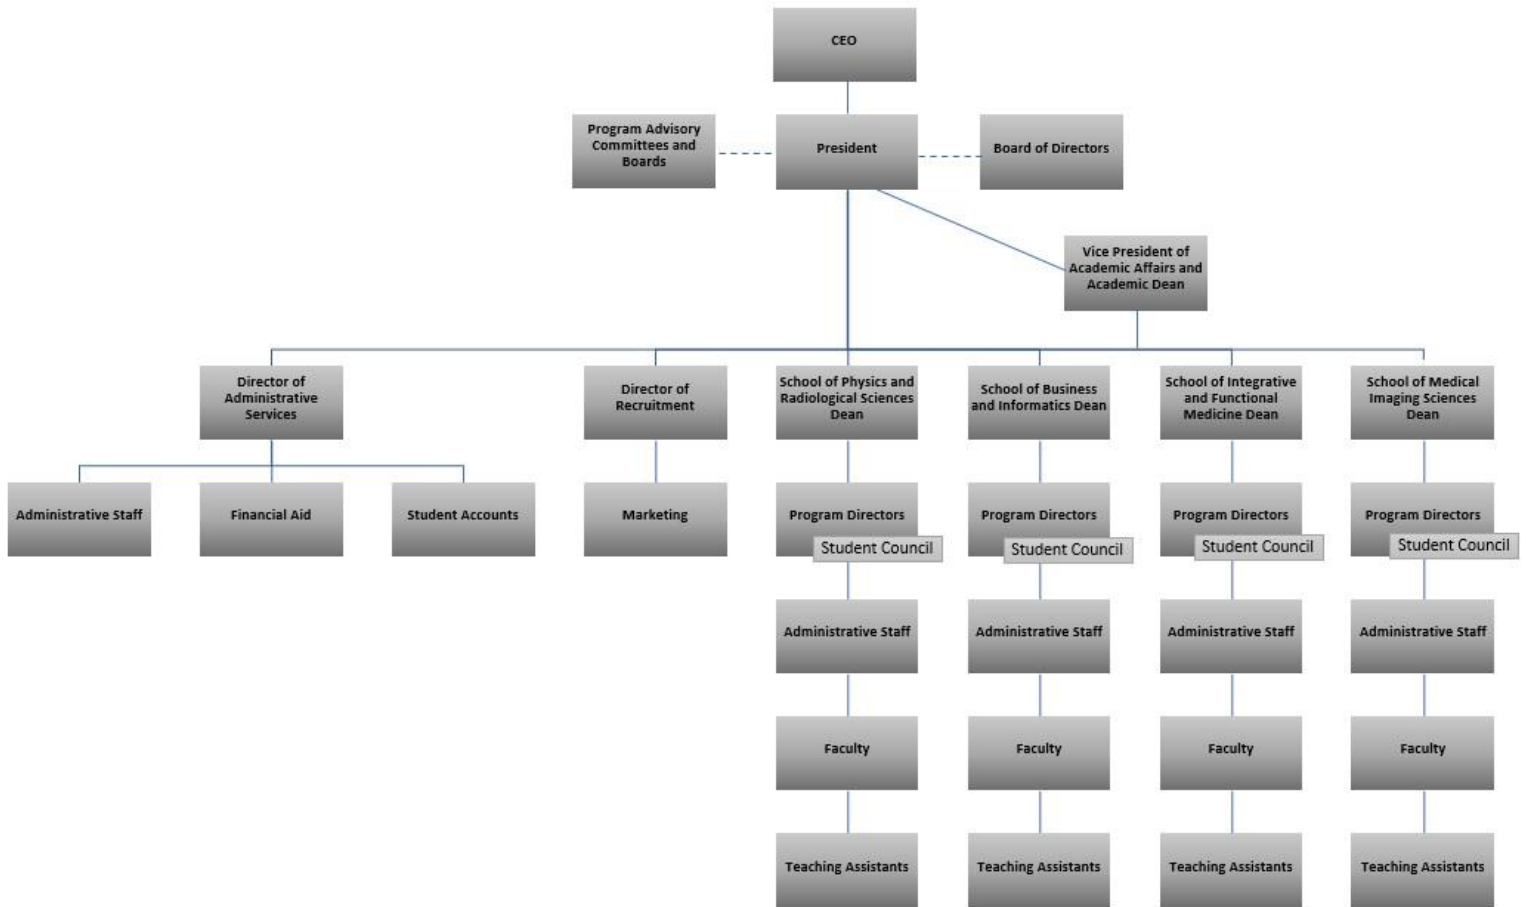 CEO
Program Advisory
Committees and
Boards
President
Board of Directors
Vice President of
Academic Affairs and
Academic Dean
Director of
Administrative
Services
Director of
Recruitment
School of Physics and
Radiological Sciences
Dean
School of Business
and Informatics Dean
School of Integrative
and Functional
Medicine Dean
School of Medical
Imaging Sciences
Dean
Administrative Staff
Financial Aid
Student Accounts
Marketing
Program Directors
Program Directors
Program Directors
Program Directors
Student Council
Student Council
Student Council
Student Council
Administrative Staff
Administrative Staff
Administrative Staff
Administrative Staff
Faculty
Faculty
Faculty
Faculty
Teaching Assistants
Teaching Assistants
Teaching Assistants
Teaching Assistants